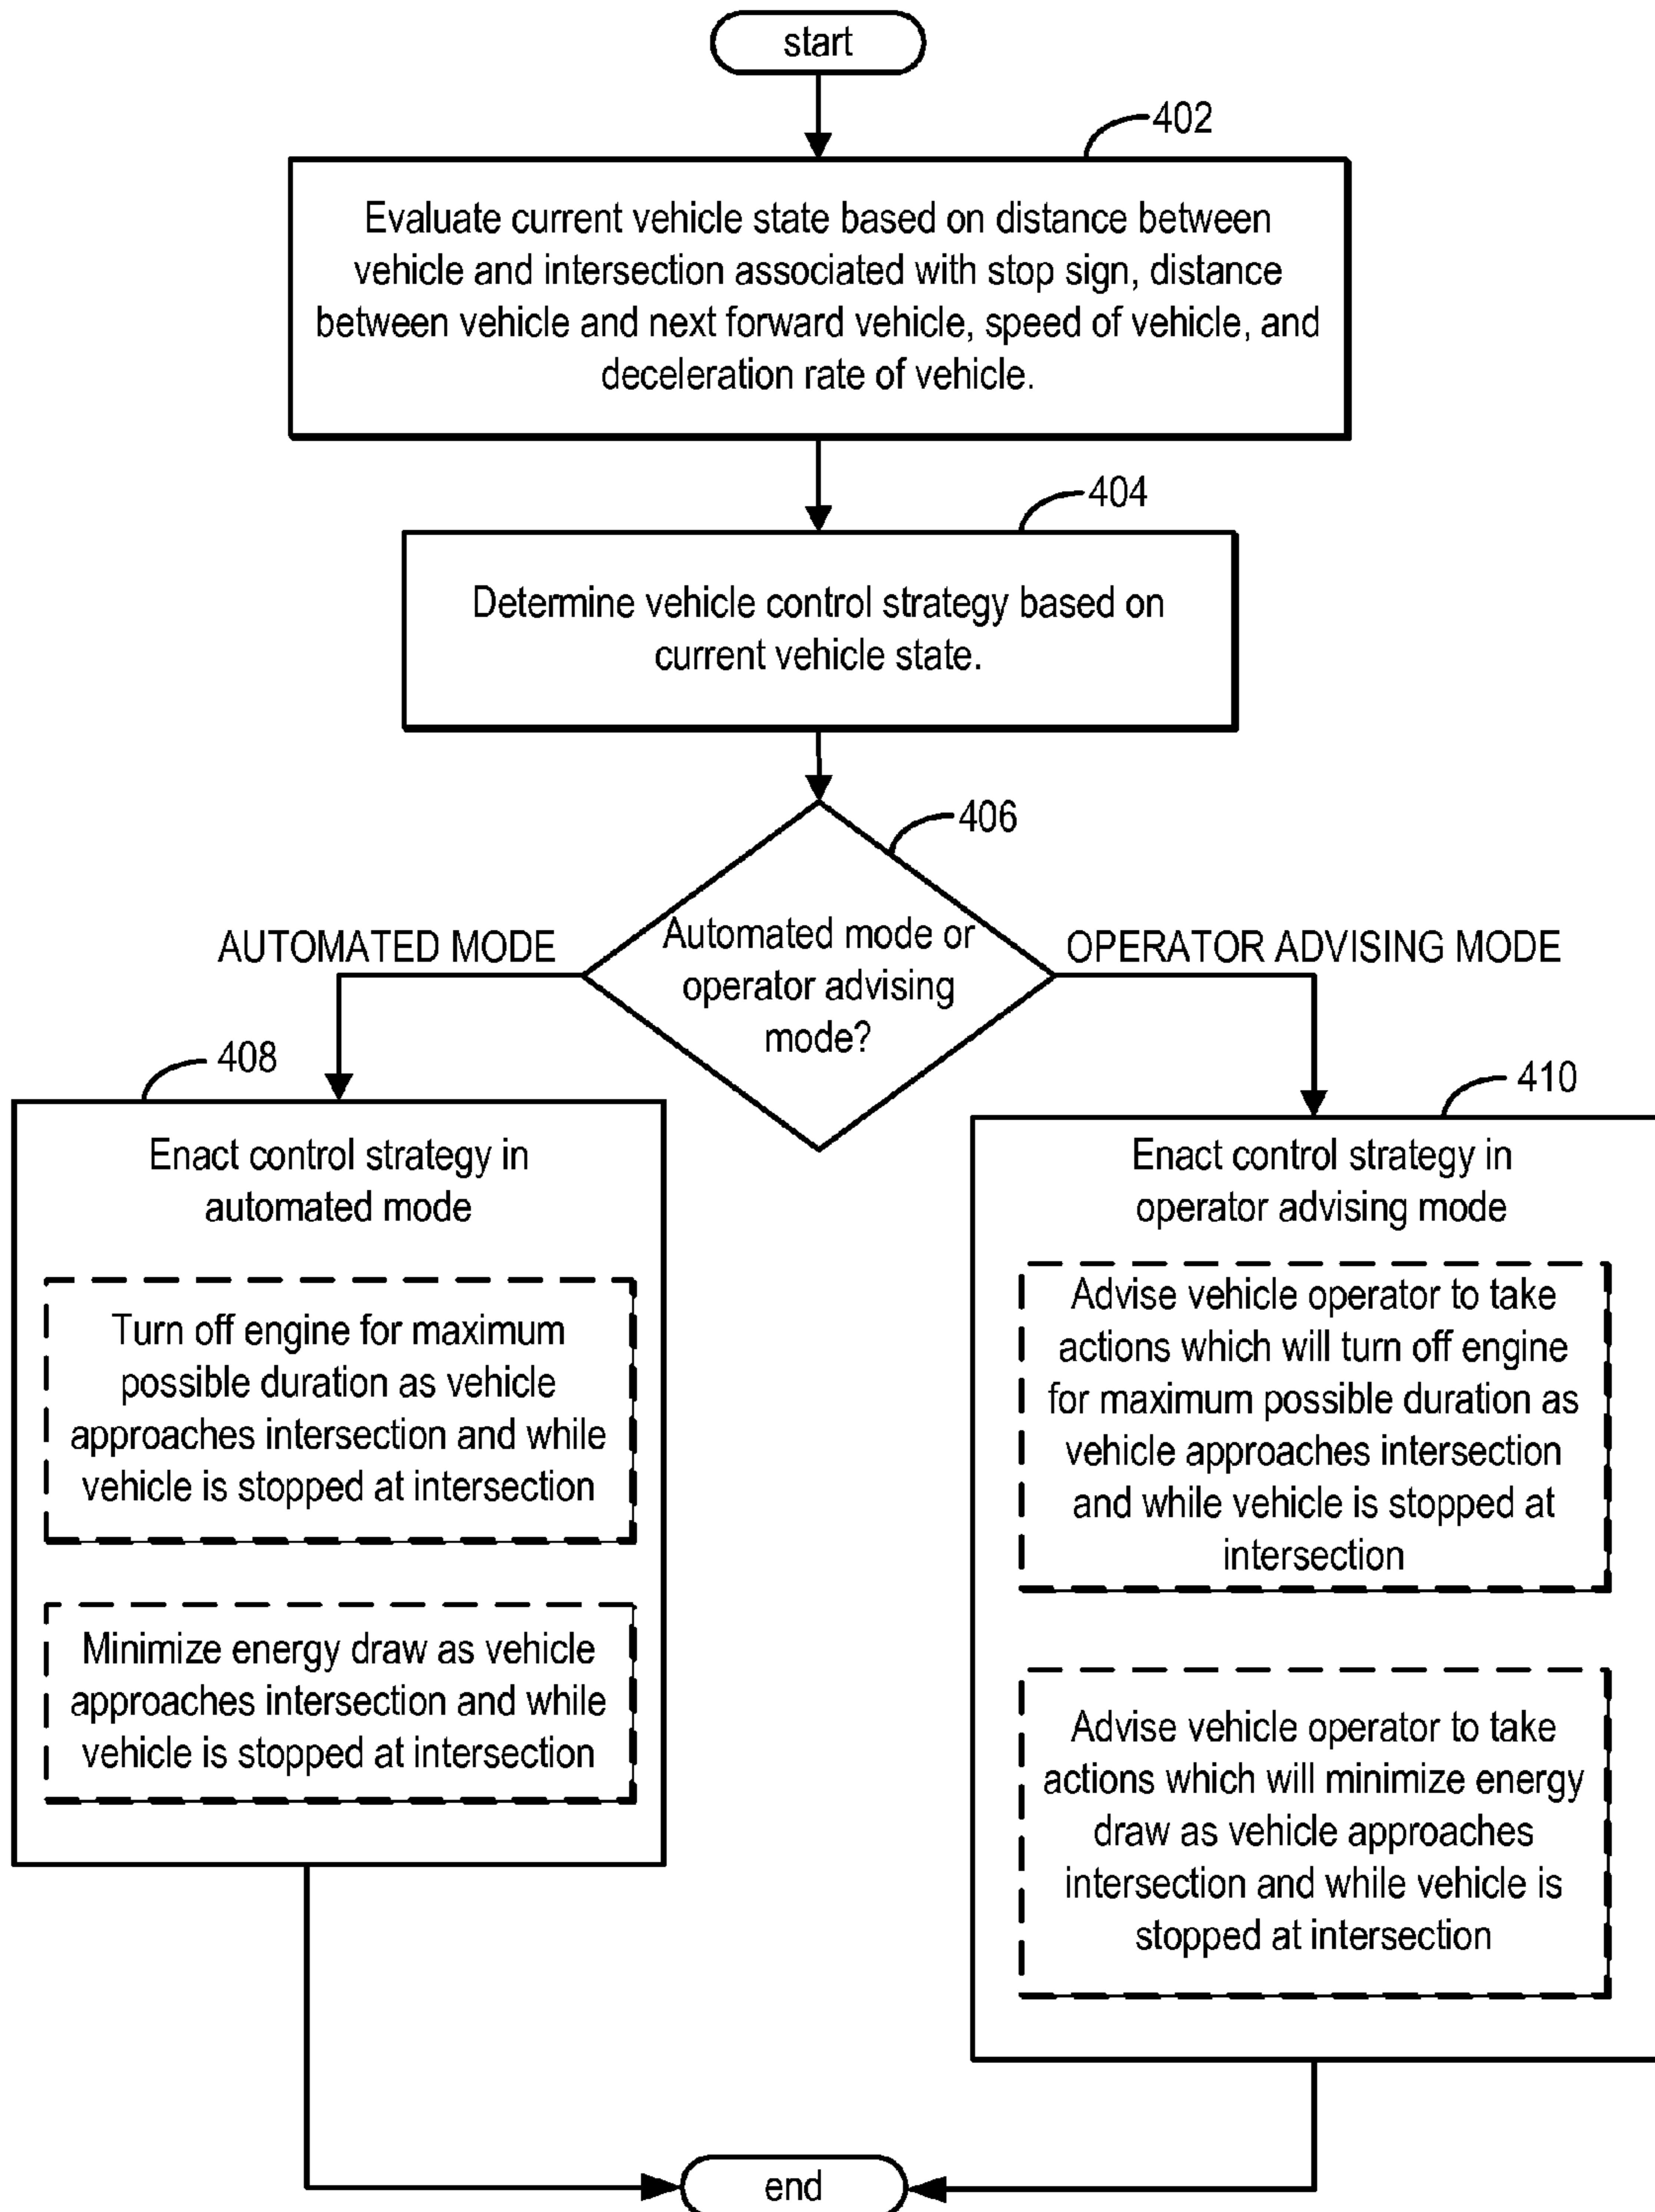 start
402
Evaluate current vehicle state based on distance between
vehicle and intersection associated with stop sign, distance
between vehicle and next forward vehicle, speed of vehicle, and
deceleration rate of vehicle.
404
Determine vehicle control strategy based on
current vehicle state.
406
Automated mode or
operator advising
mode?
AUTOMATED MODE
OPERATOR ADVISING MODE
408
Enact control strategy in
automated mode
Turn off engine for maximum
possible duration as vehicle
approaches intersection and while
vehicle is stopped at intersection
Minimize energy draw as vehicle
approaches intersection and while
vehicle is stopped at intersection
410
Enact control strategy in
operator advising mode
Advise vehicle operator to take
actions which will turn off engine
for maximum possible duration as
vehicle approaches intersection
and while vehicle is stopped at
intersection
Advise vehicle operator to take
actions which will minimize energy
draw as vehicle approaches
intersection and while vehicle is
stopped at intersection
end